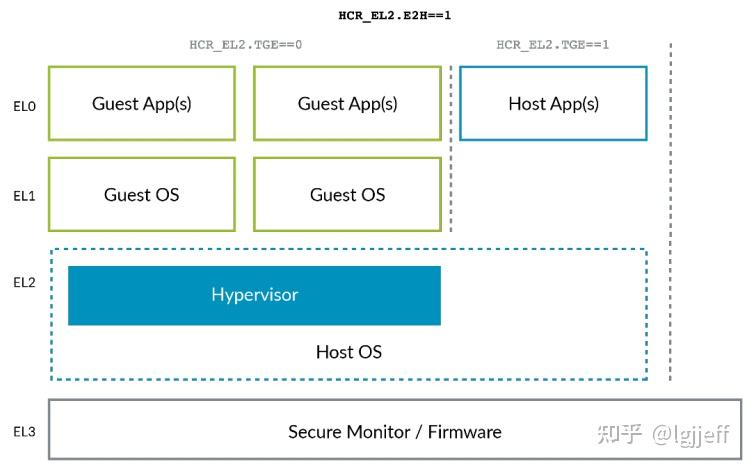 HCR_EL2.E2H==1
HCR_EL2.TGE==0 HCR_EL2.TGE==1
EL0 Guest App(s) Guest App(s) Host App(s)
EL1 Guest OS Guest OS
EL2 Hypervisor
Host OS
EL3 Secure Monitor / Firmware
知乎 @lgjjeff